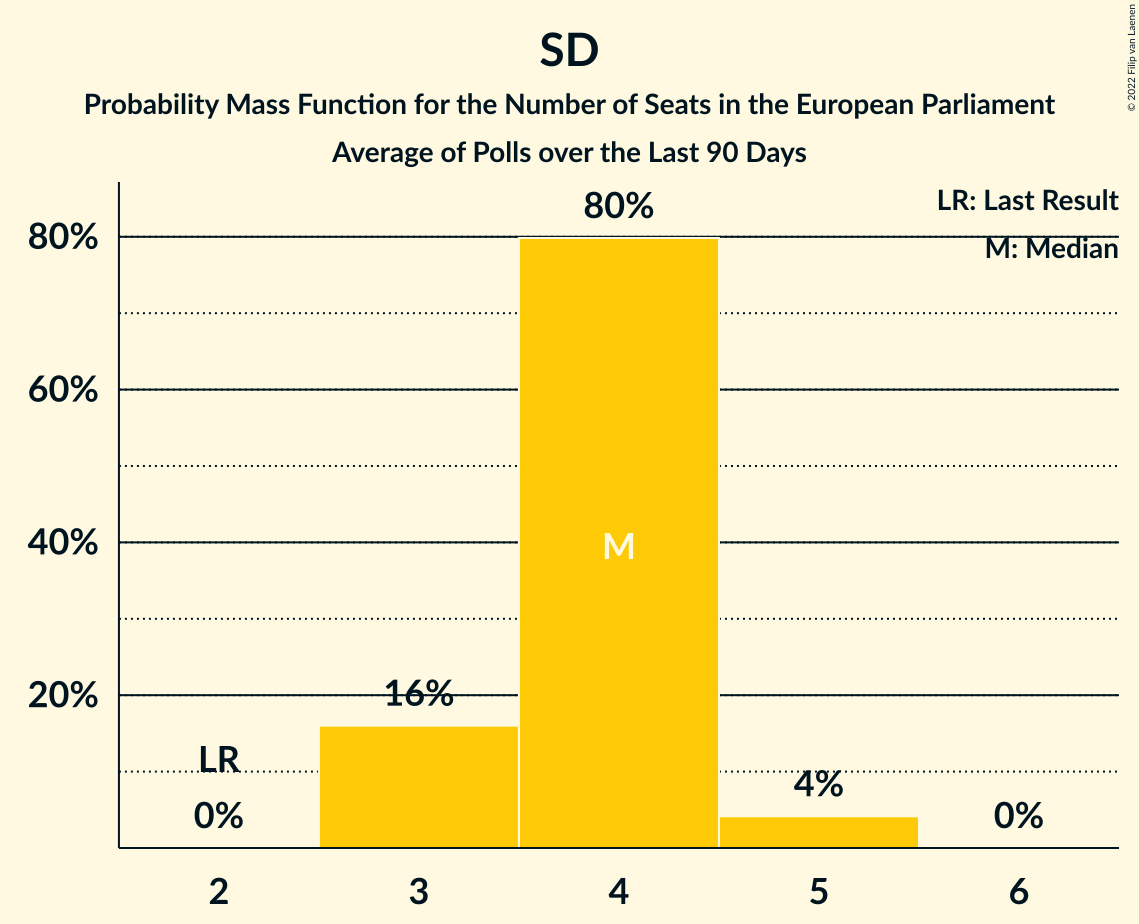 SD
Probability Mass Function for the Number of Seats in the European Parliament
Average of Polls over the Last 90 Days
© 2022 Filip van Laenen
LR: Last Result
M: Median
80%
80%
60%
40%
M
20%
16%
LR
4%
0%
0%
2 3 4 5 6